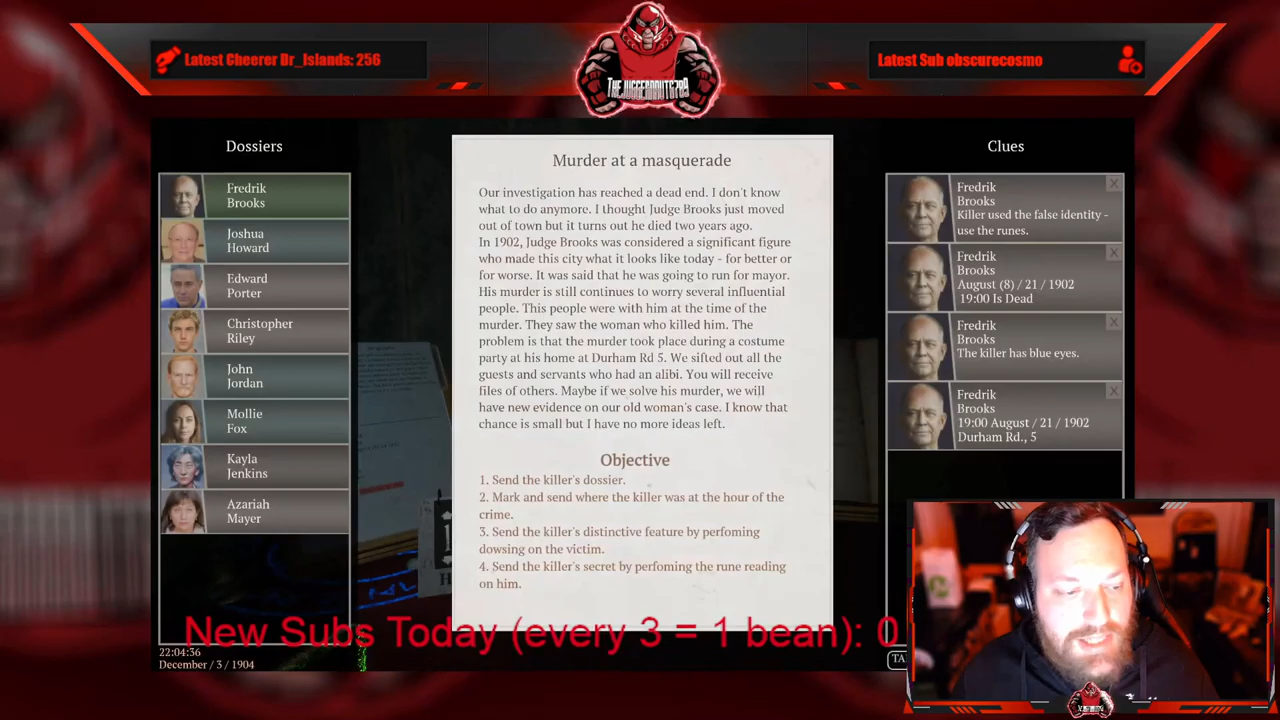 Latest Cheerer Dr_Islands: 256
THEJUGGERNAUT6789
Latest Sub obscurecosmo
Dossiers
Fredrik
Brooks
Joshua
Howard
Edward
Porter
Christopher
Riley
John
Jordan
Mollie
Fox
Kayla
Jenkins
Azariah
Mayer
22:04:36
December / 3 / 1904
Murder at a masquerade
Our investigation has reached a dead end. I don't know
what to do anymore. I thought Judge Brooks just moved
out of town but it turns out he died two years ago.
In 1902, Judge Brooks was considered a significant figure
who made this city what it looks like today - for better or
for worse. It was said that he was going to run for mayor.
His murder is still continues to worry several influential
people. This people were with him at the time of the
murder. They saw the woman who killed him. The
problem is that the murder took place during a costume
party at his home at Durham Rd 5. We sifted out all the
guests and servants who had an alibi. You will receive
files of others. Maybe if we solve his murder, we will
have new evidence on our old woman's case. I know that
chance is small but I have no more ideas left.
Objective
1. Send the killer's dossier.
2. Mark and send where the killer was at the hour of the
crime.
3. Send the killer's distinctive feature by perfoming
dowsing on the victim.
4. Send the killer's secret by perfoming the rune reading
on him.
Clues
Fredrik
Brooks
Killer used the false identity -
use the runes.
X
Fredrik
Brooks
August (8) / 21 / 1902
19:00 Is Dead
X
Fredrik
Brooks
The killer has blue eyes.
X
Fredrik
Brooks
19:00 August / 21 / 1902
Durham Rd., 5
X
New Subs Today (every 3 = 1 bean): 0